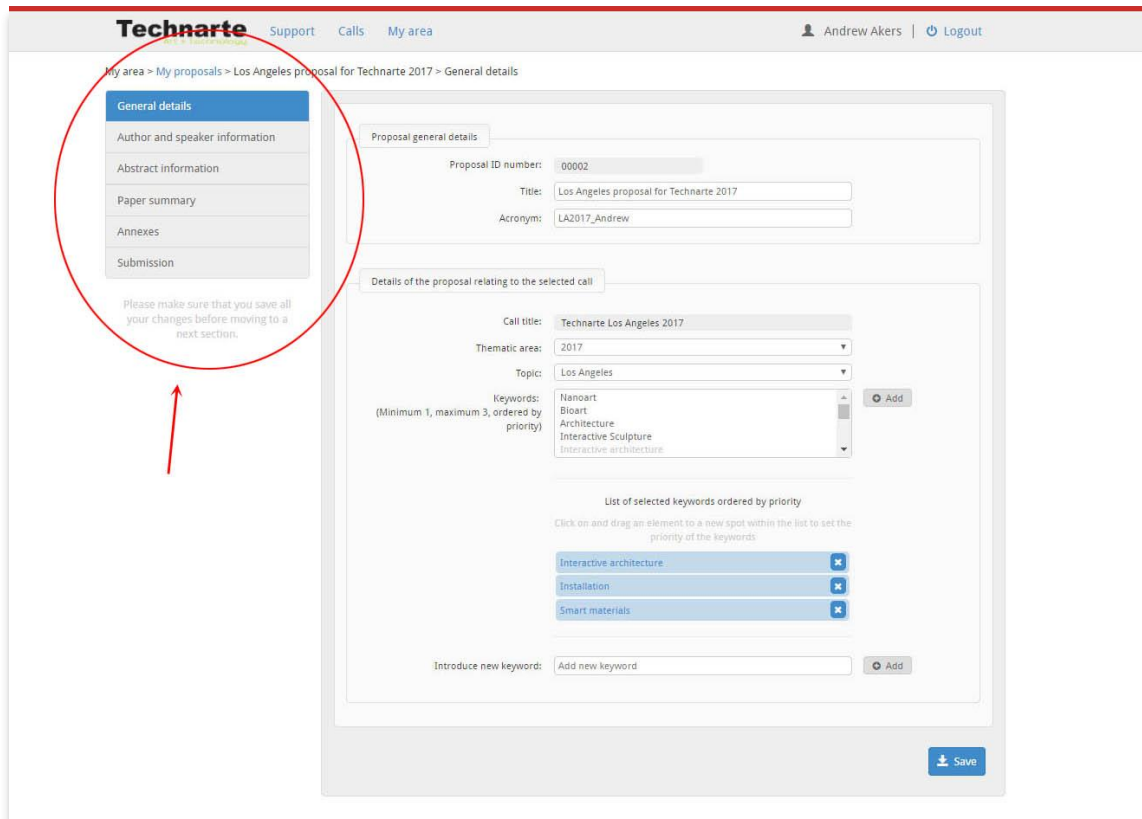 Technarte
Art + Technology
Support Calls My area
Andrew Akers | Logout
My area > My proposals > Los Angeles proposal for Technarte 2017 > General details
General details
Author and speaker information
Abstract information
Paper summary
Annexes
Submission
Please make sure that you save all
your changes before moving to a
next section.
Proposal general details
Proposal ID number: 00002
Title: Los Angeles proposal for Technarte 2017
Acronym: LA2017_Andrew
Details of the proposal relating to the selected call
Call title: Technarte Los Angeles 2017
Thematic area: 2017
Topic: Los Angeles
Keywords:
(Minimum 1, maximum 3, ordered by
priority)
Nanoart
Bioart
Architecture
Interactive Sculpture
Interactive architecture
Add
List of selected keywords ordered by priority
Click on and drag an element to a new spot within the list to set the
priority of the keywords
Interactive architecture
Installation
Smart materials
Introduce new keyword: Add new keyword
Add
Save